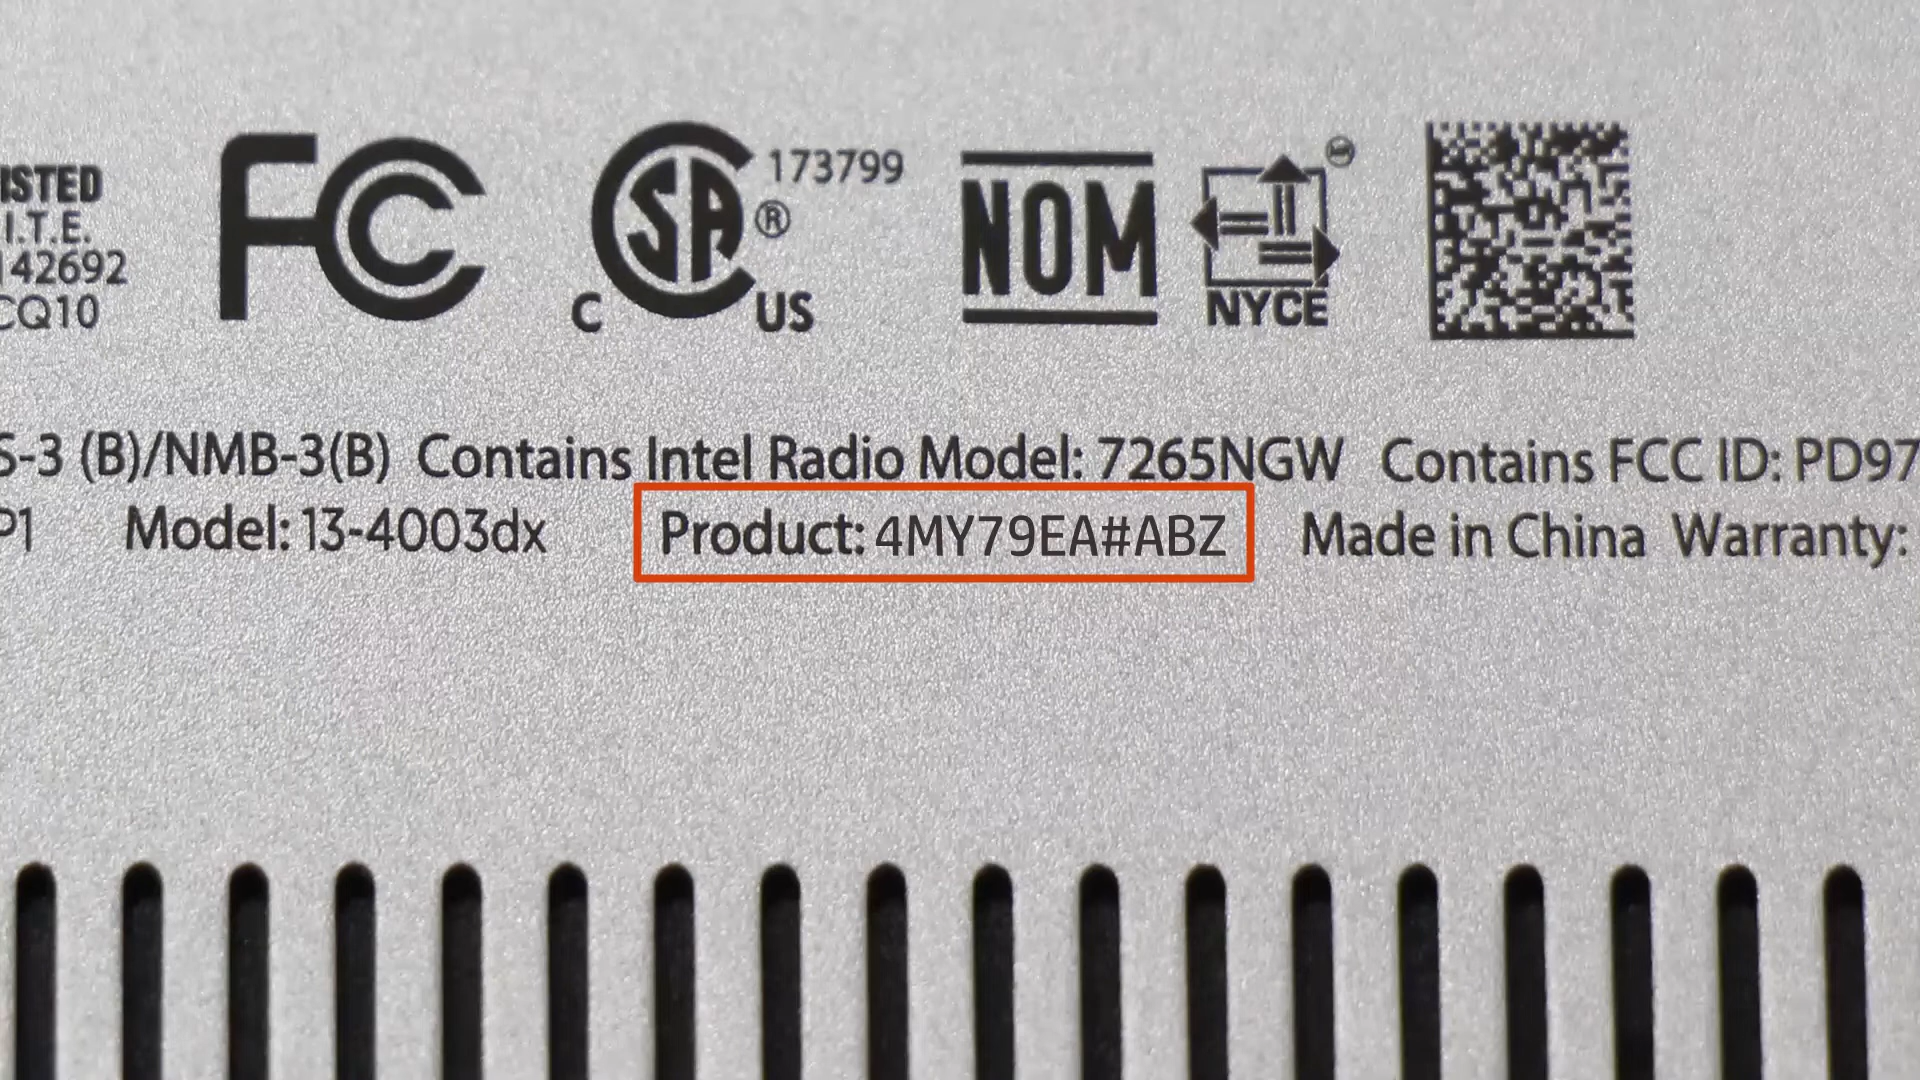 ISTED
I.T.E.
142692
CQ10
FC
CSA US ® 173799
NOM
NYCE
S-3 (B)/NMB-3(B) Contains Intel Radio Model: 7265NGW Contains FCC ID: PD97
P1 Model: 13-4003dx Product: 4MY79EA#ABZ Made in China Warranty: